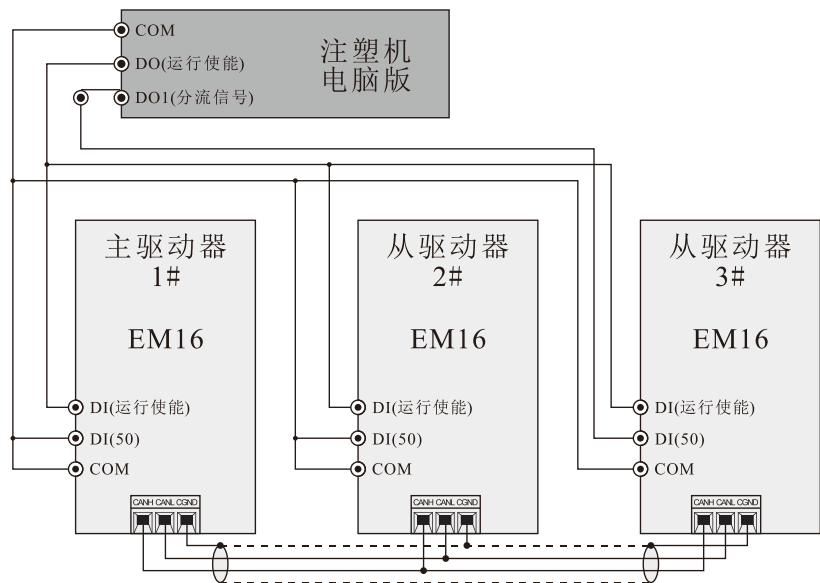 COM
DO(运行使能)
DO1(分流信号)
注塑机
电脑版
主驱动器
1#
EM16
DI(运行使能)
DI(50)
COM
CANH CANL CGND
从驱动器
2#
EM16
DI(运行使能)
DI(50)
COM
CANH CANL CGND
从驱动器
3#
EM16
DI(运行使能)
DI(50)
COM
CANH CANL CGND